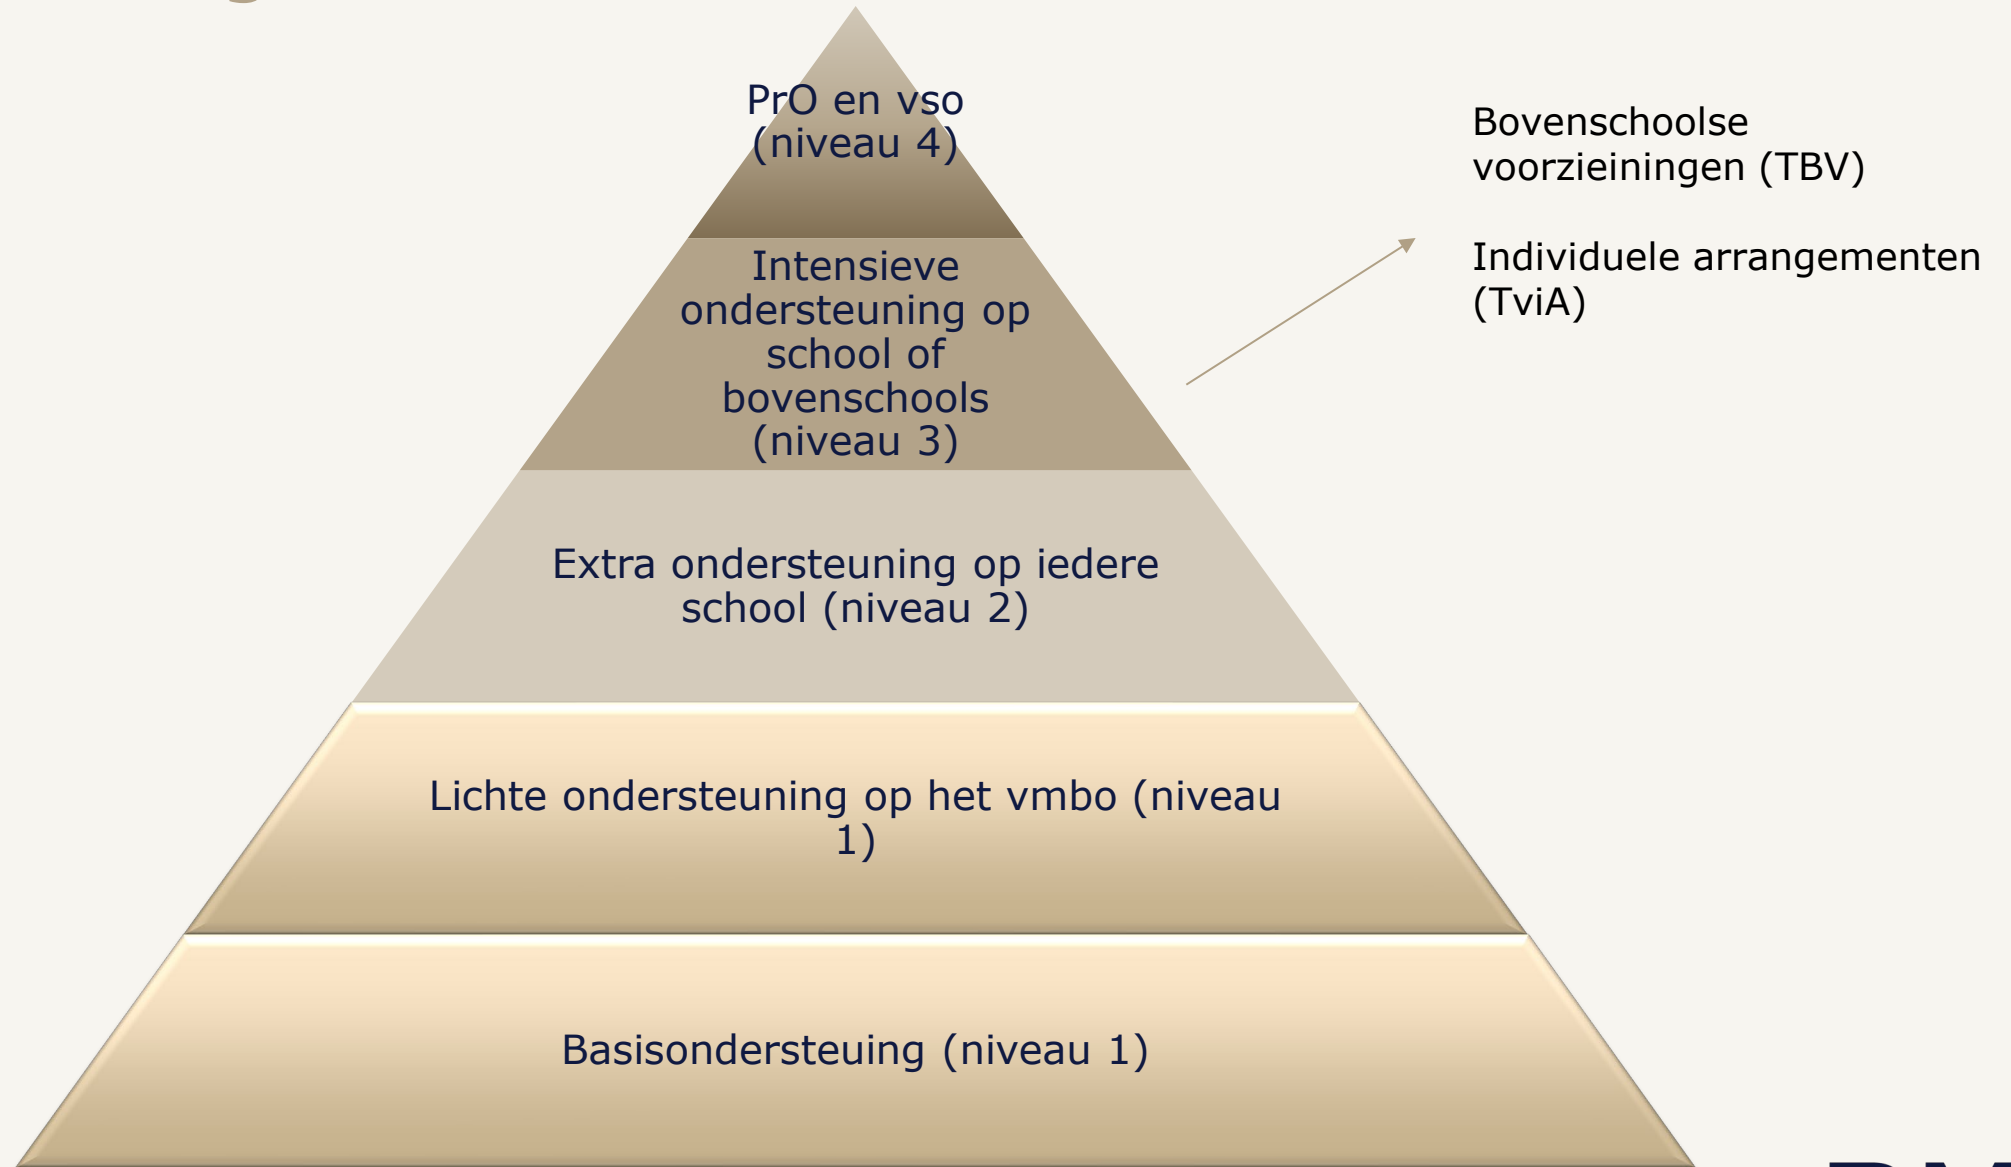 PrO en vso
(niveau 4)
Bovenschoolse
voorzieiningen (TBV)
Individuele arrangementen
(TviA)
Intensieve
ondersteuning op
school of
bovenschools
(niveau 3)
Extra ondersteuning op iedere
school (niveau 2)
Lichte ondersteuning op het vmbo (niveau
1)
Basisondersteuing (niveau 1)